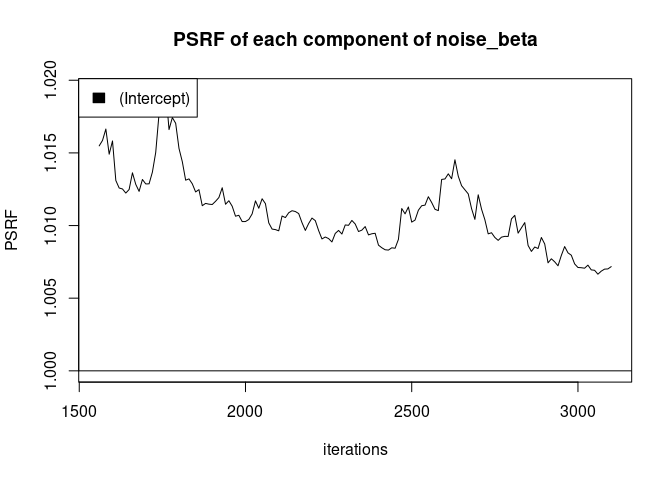 PSRF of each component of noise_beta
(Intercept)
PSRF
1.020
1.015
1.010
1.005
1.000
1500 2000 2500 3000
iterations